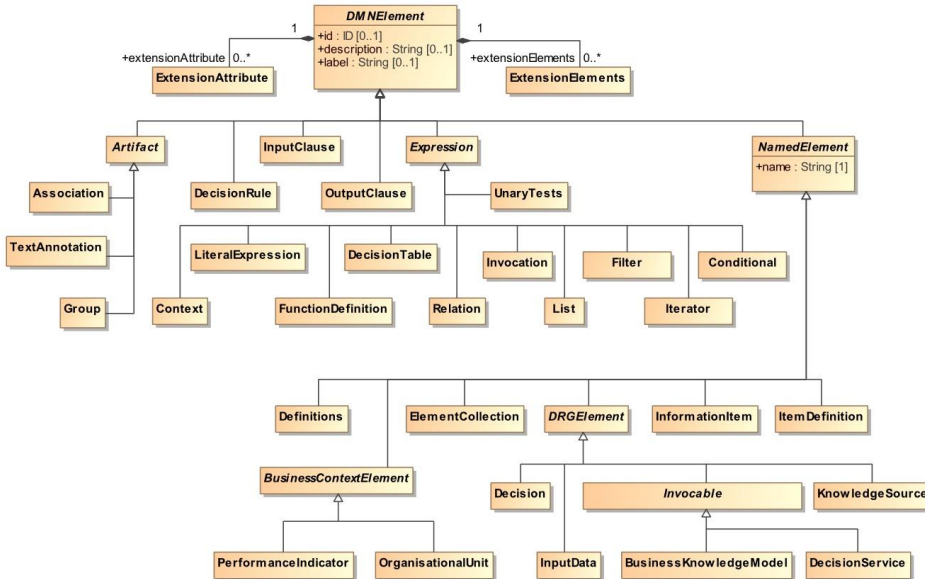 DMNElement
+id : ID [0..1]
+description : String [0..1]
+label : String [0..1]
1
1
+extensionAttribute 0..*
+extensionElements 0..*
ExtensionAttribute
ExtensionElements
Artifact
InputClause
Expression
NamedElement
+name : String [1]
Association
DecisionRule
OutputClause
UnaryTests
TextAnnotation
LiteralExpression
DecisionTable
Invocation
Filter
Conditional
Group
Context
FunctionDefinition
Relation
List
Iterator
Definitions
ElementCollection
DRGElement
InformationItem
ItemDefinition
BusinessContextElement
Decision
Invocable
KnowledgeSource
PerformanceIndicator
OrganisationalUnit
InputData
BusinessKnowledgeModel
DecisionService